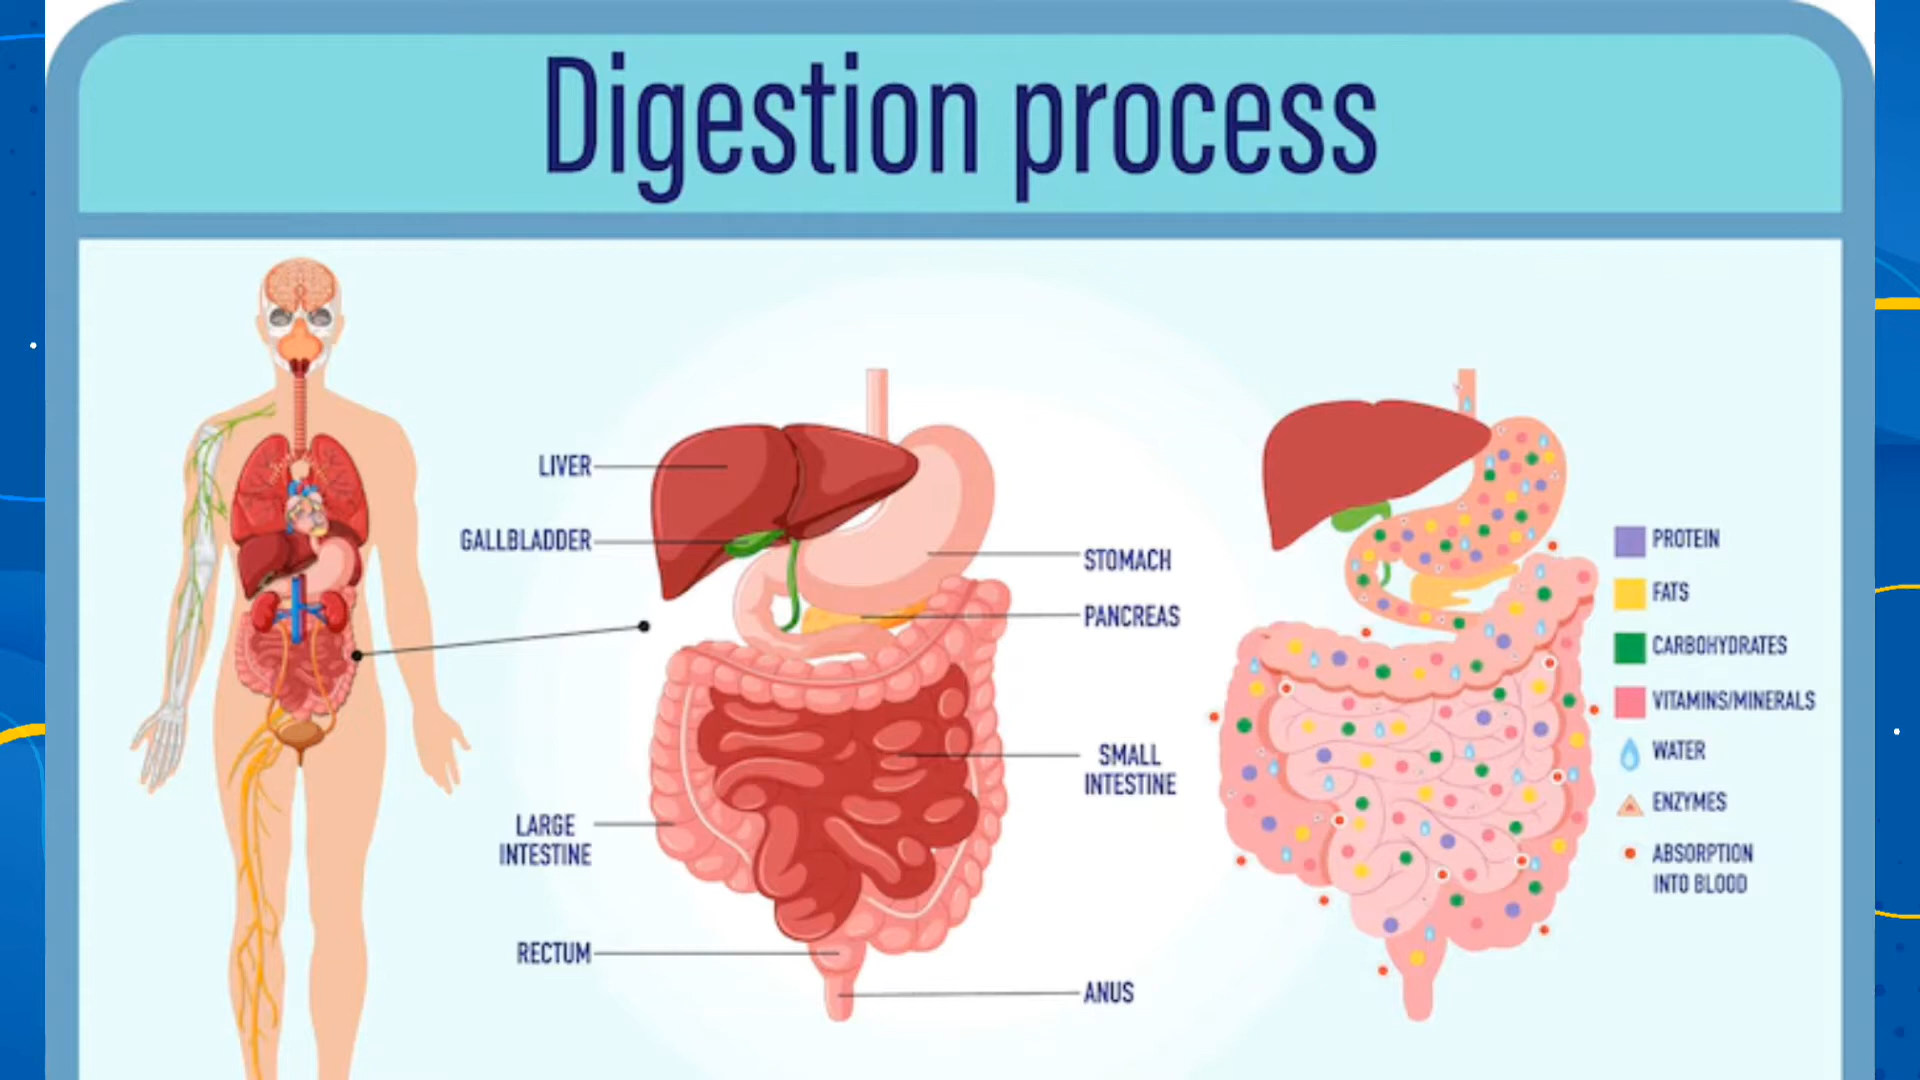 Digestion process
LIVER
GALLBLADDER
STOMACH
PANCREAS
SMALL
INTESTINE
LARGE
INTESTINE
RECTUM
ANUS
PROTEIN
FATS
CARBOHYDRATES
VITAMINS/MINERALS
WATER
ENZYMES
ABSORPTION
INTO BLOOD